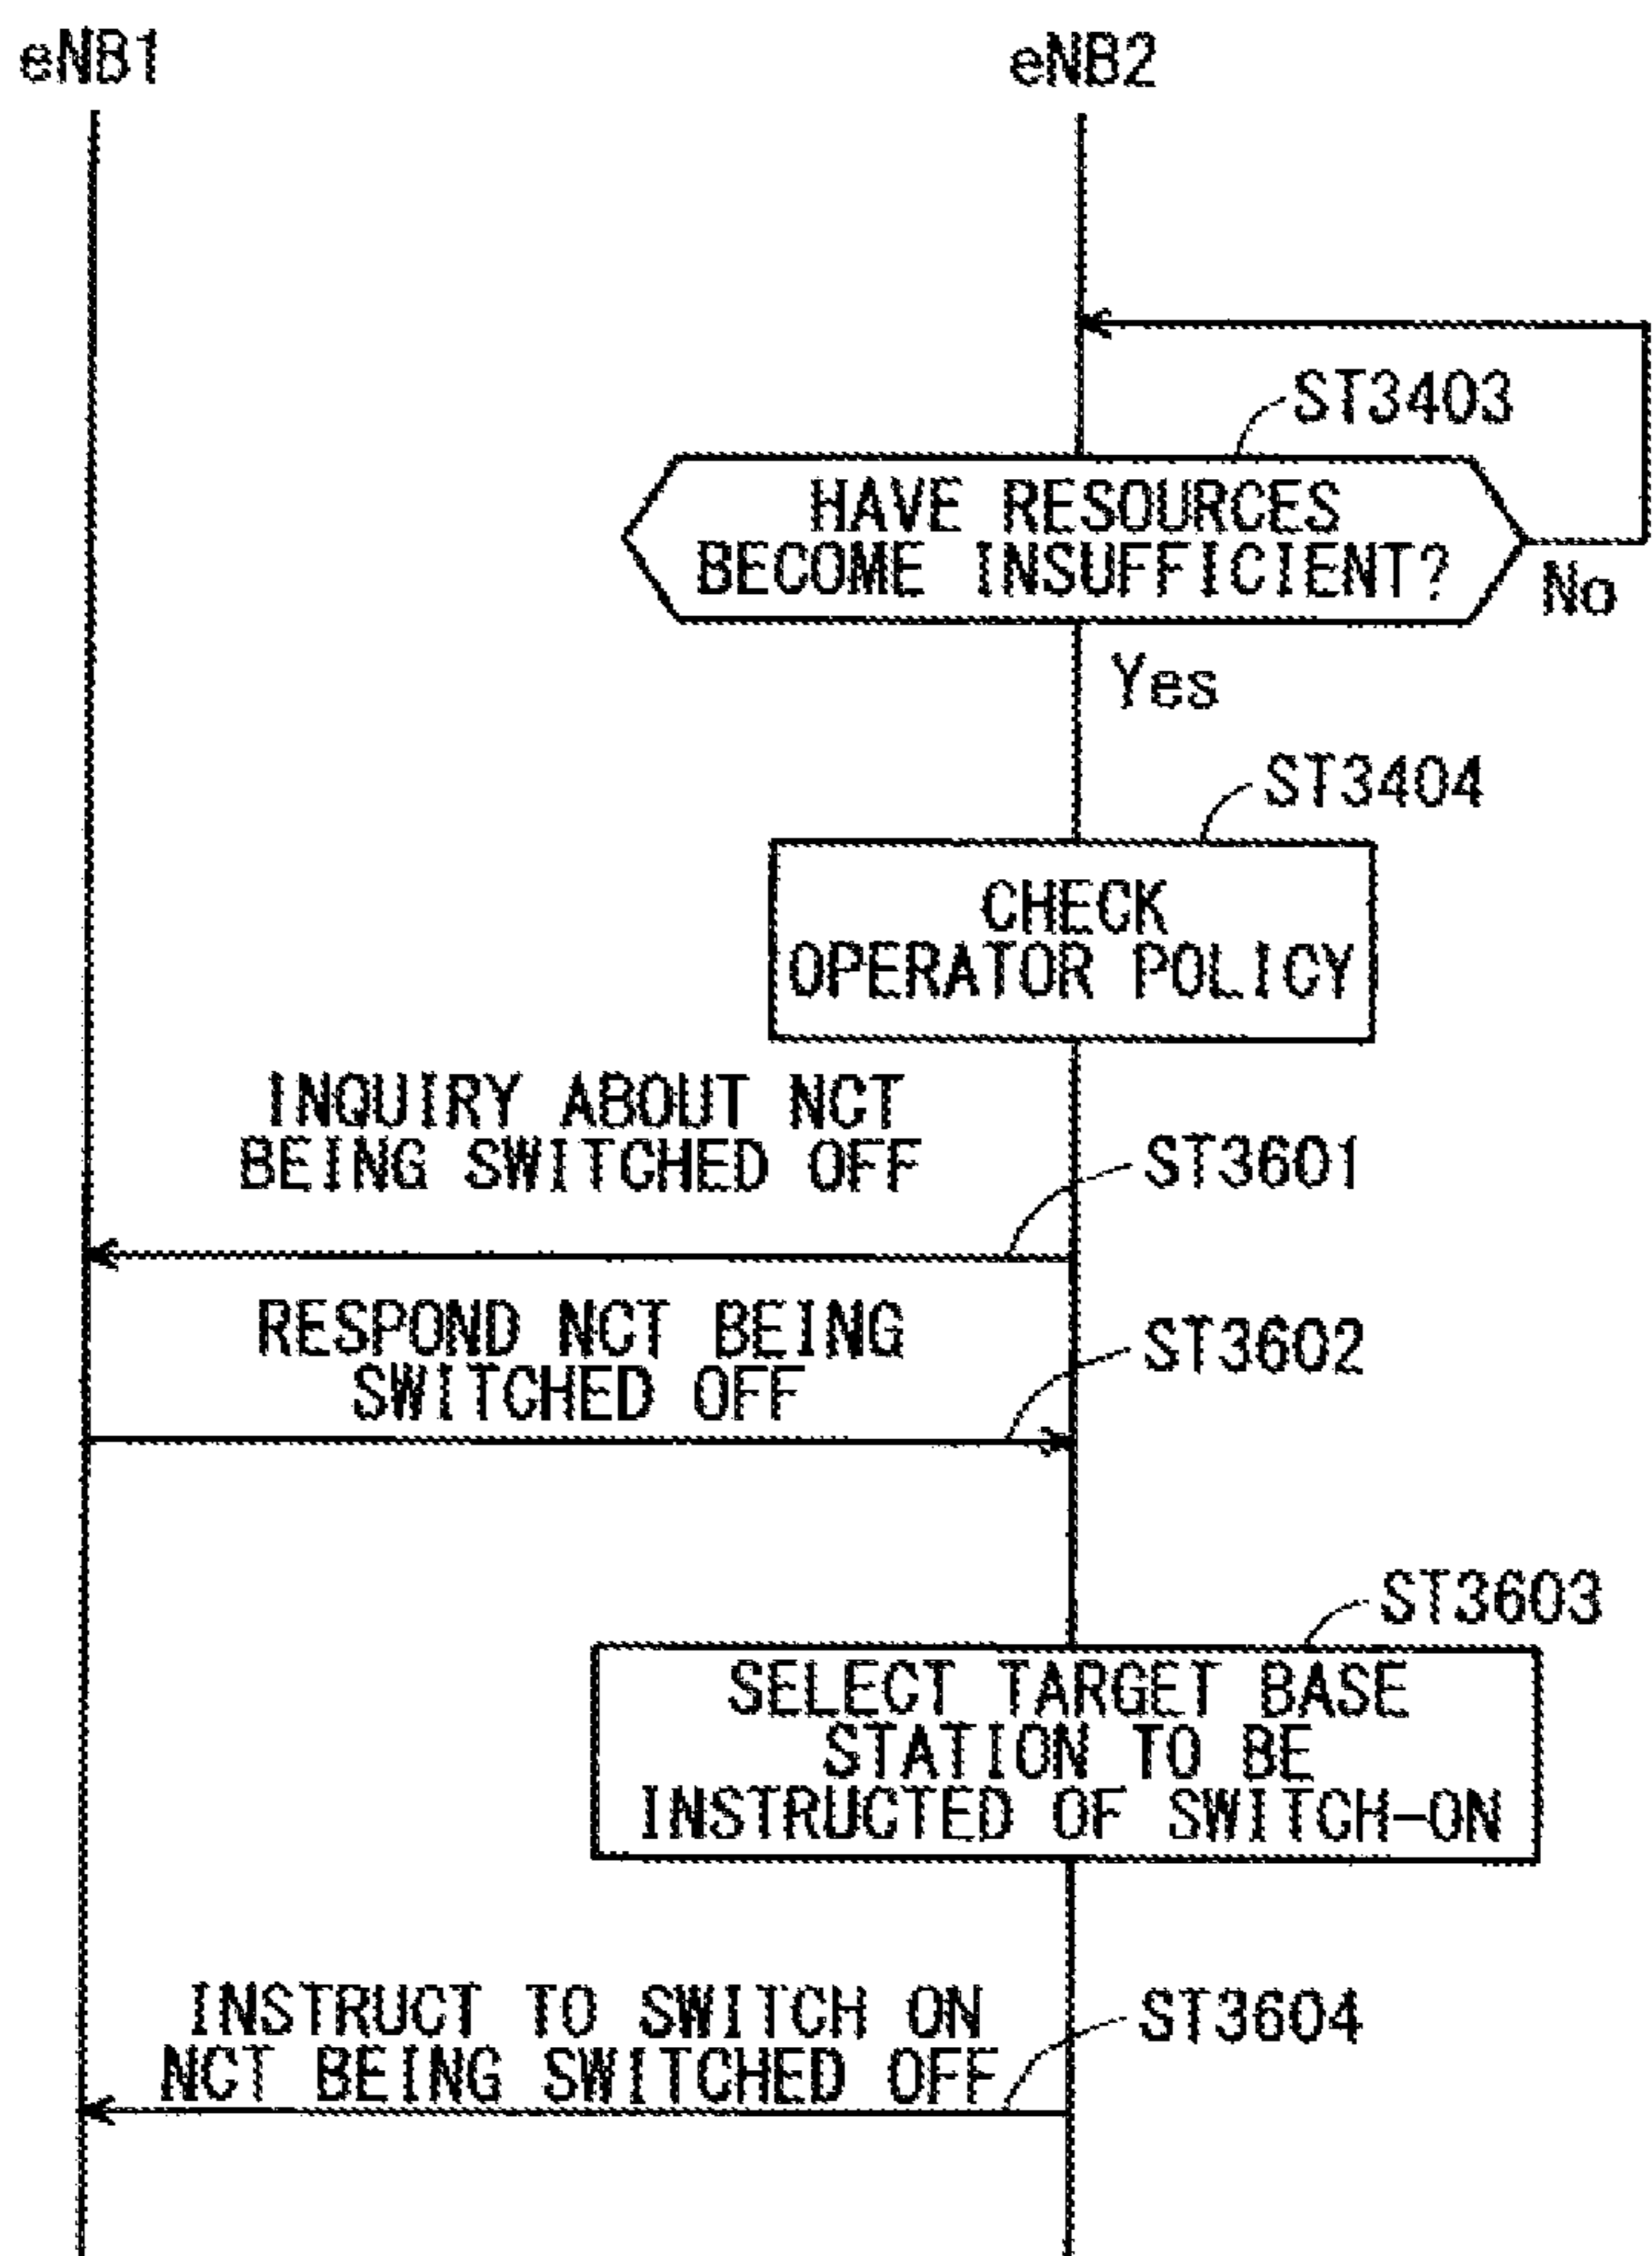 eNB1
eNB2
ST3403
HAVE RESOURCES
BECOME INSUFFICIENT?
No
Yes
ST3404
CHECK
OPERATOR POLICY
INQUIRY ABOUT NCT
BEING SWITCHED OFF
ST3601
RESPOND NCT BEING
SWITCHED OFF
ST3602
ST3603
SELECT TARGET BASE
STATION TO BE
INSTRUCTED OF SWITCH-ON
INSTRUCT TO SWITCH ON
NCT BEING SWITCHED OFF
ST3604